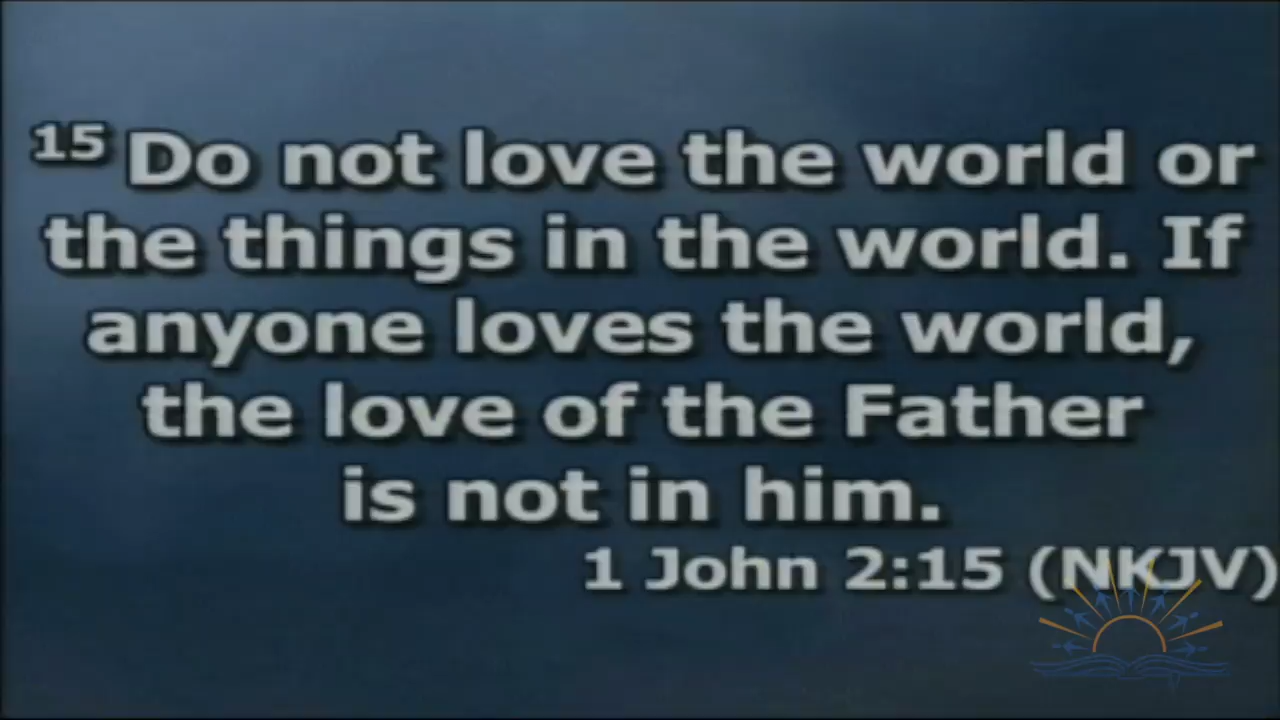 15 Do not love the world or
the things in the world. If
anyone loves the world,
the love of the Father
is not in him.
1 John 2:15 (NKJV)